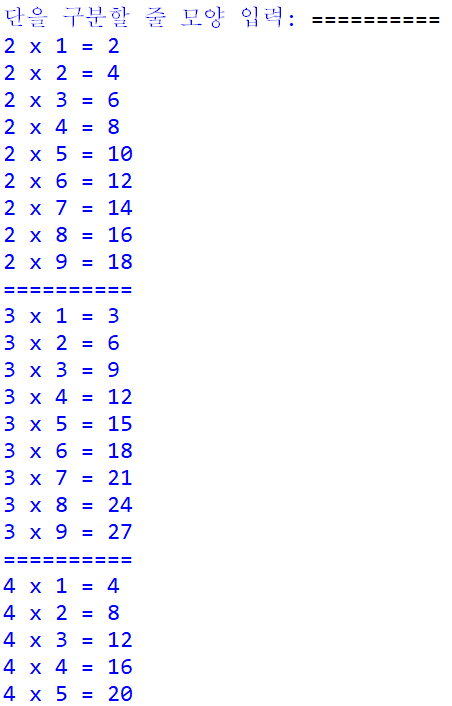 단을 구분할 줄 모양 입력: ==========
2 x 1 = 2
2 x 2 = 4
2 x 3 = 6
2 x 4 = 8
2 x 5 = 10
2 x 6 = 12
2 x 7 = 14
2 x 8 = 16
2 x 9 = 18
==========
3 x 1 = 3
3 x 2 = 6
3 x 3 = 9
3 x 4 = 12
3 x 5 = 15
3 x 6 = 18
3 x 7 = 21
3 x 8 = 24
3 x 9 = 27
==========
4 x 1 = 4
4 x 2 = 8
4 x 3 = 12
4 x 4 = 16
4 x 5 = 20